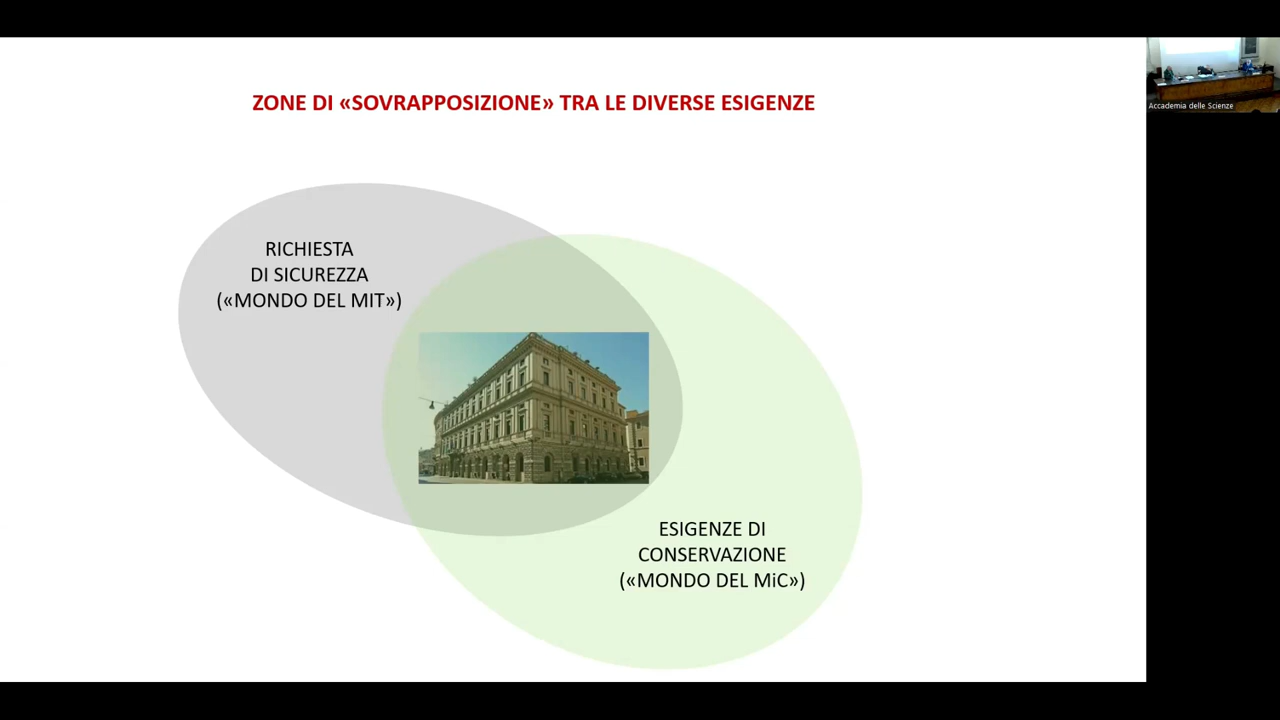 ZONE DI «SOVRAPPOSIZIONE» TRA LE DIVERSE ESIGENZE
Accademia delle Scienze
RICHIESTA
DI SICUREZZA
(«MONDO DEL MIT»)
ESIGENZE DI
CONSERVAZIONE
(«MONDO DEL MiC»)